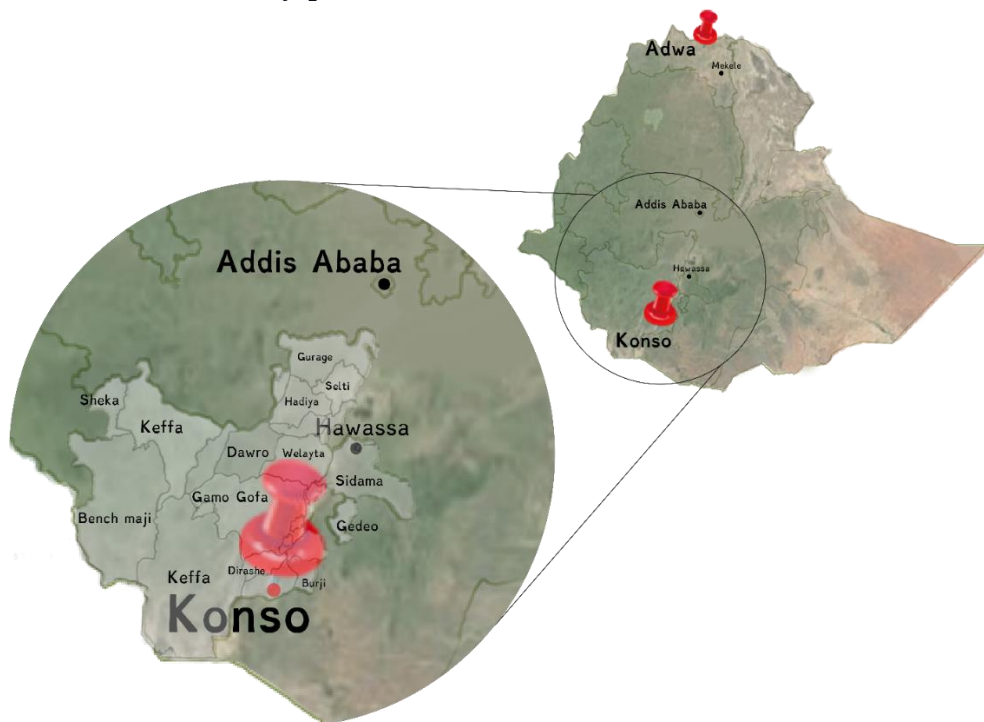 Adwa
Mekele
Addis Ababa
Hawassa
Konso
Addis Ababa
Gurage
Selti
Hadiya
Sheka
Keffa
Hawassa
Dawro
Welayta
Sidama
Gamo Gofa
Bench maji
Gedeo
Dirashe
Keffa
Burji
Konso